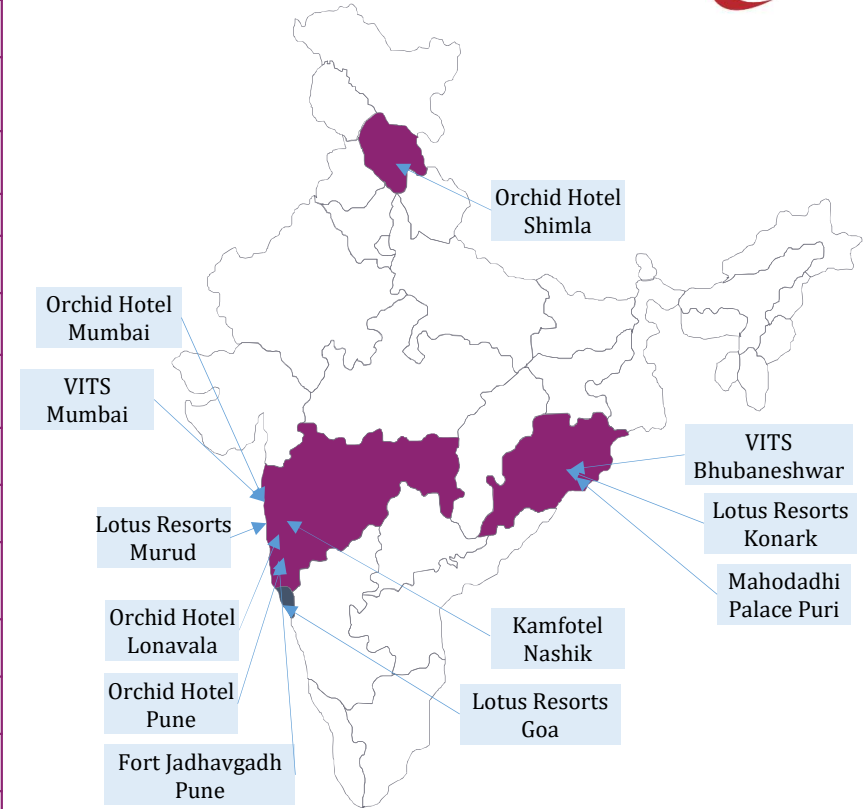 Orchid Hotel
Shimla
Orchid Hotel
Mumbai
VITS
Mumbai
VITS
Bhubaneshwar
Lotus Resorts
Konark
Lotus Resorts
Murud
Mahodadhi
Palace Puri
Orchid Hotel
Lonavala
Kamfotel
Nashik
Orchid Hotel
Pune
Lotus Resorts
Goa
Fort Jadhavgadh
Pune